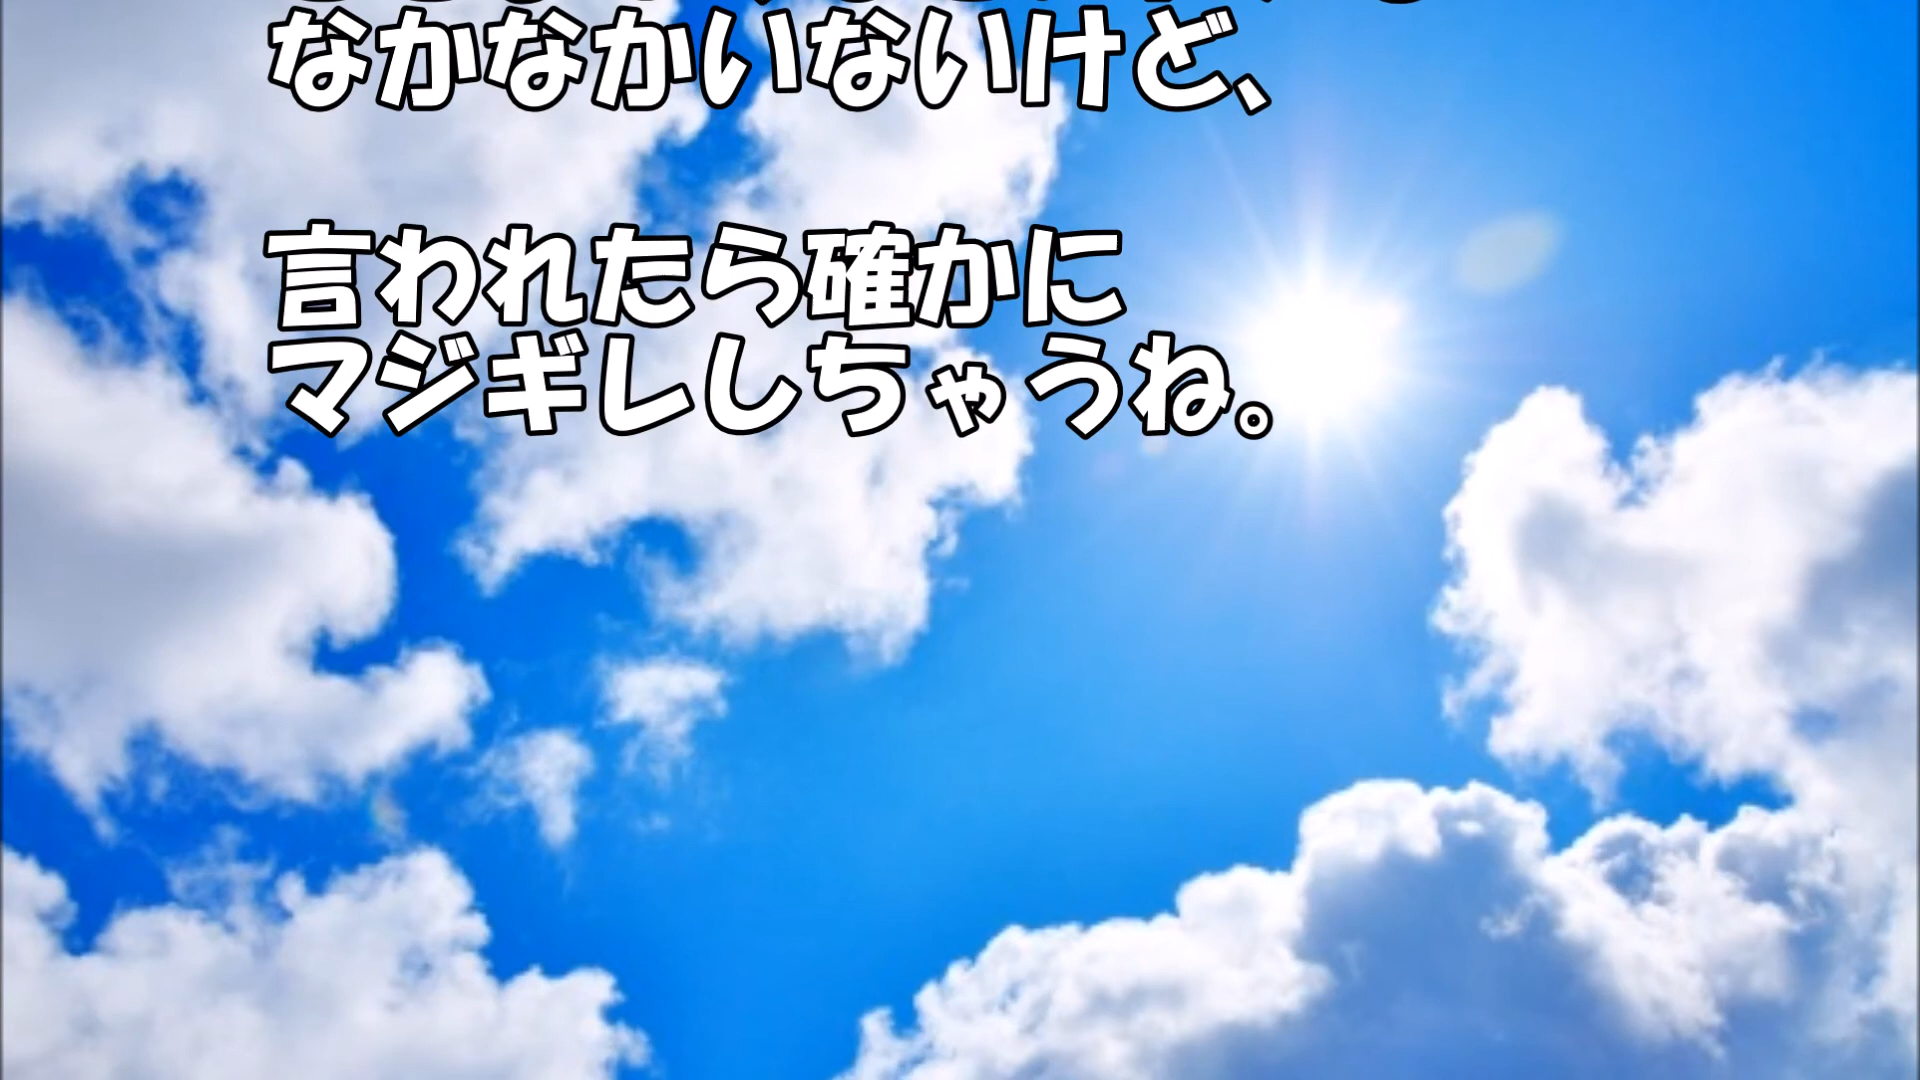 なかなかいないけど、
言われたら確かに
マジギレしちゃうね。